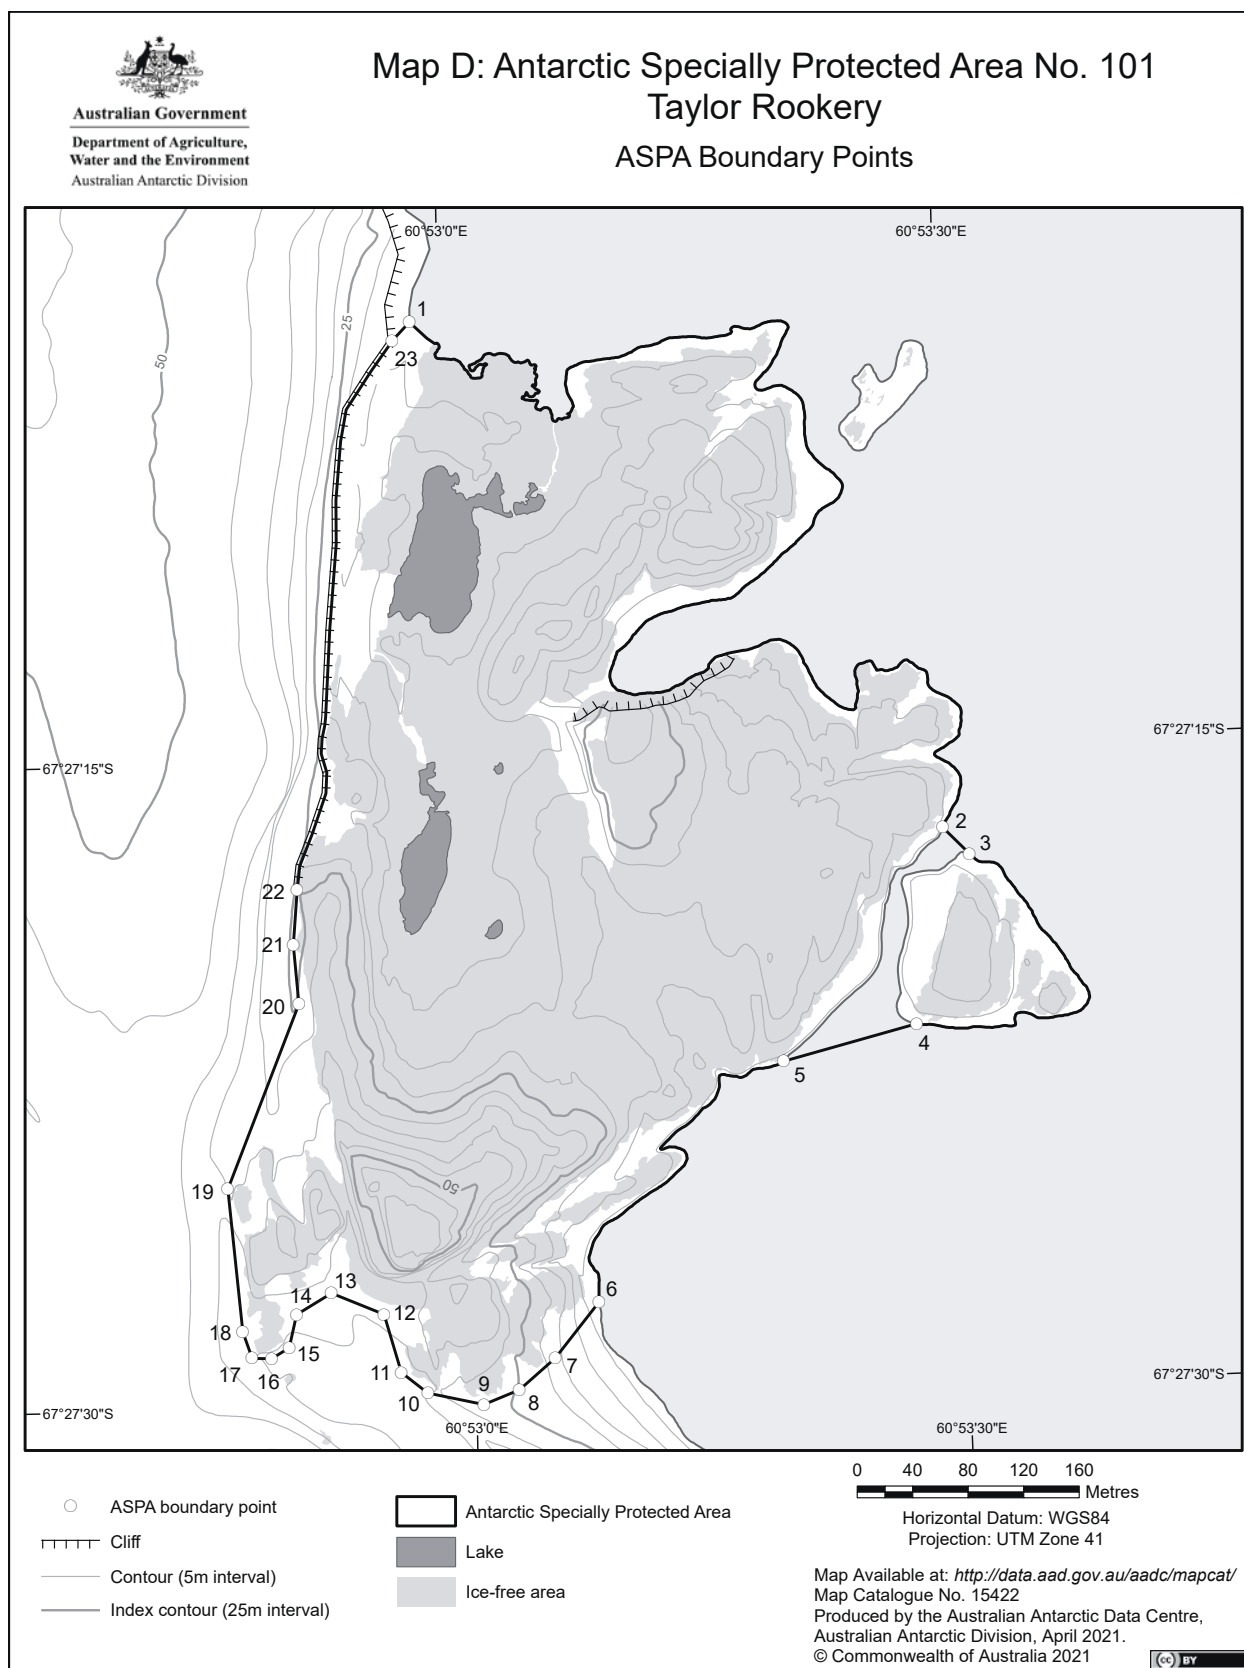 Australian Government
Department of Agriculture,
Water and the Environment
Australian Antarctic Division
Map D: Antarctic Specially Protected Area No. 101
Taylor Rookery
ASPA Boundary Points
60°53'0"E
60°53'30"E
1
25
23
50
67°27'15"S
67°27'15"S
2
3
22
21
20
4
5
50
19
6
13
14
12
18
15
7
17
16
11
9
10
8
67°27'30"S
67°27'30"S
60°53'0"E
60°53'30"E
ASPA boundary point
Cliff
Contour (5m interval)
Index contour (25m interval)
Antarctic Specially Protected Area
Lake
Ice-free area
0 40 80 120 160
Metres
Horizontal Datum: WGS84
Projection: UTM Zone 41
Map Available at: http://data.aad.gov.au/aadc/mapcat/
Map Catalogue No. 15422
Produced by the Australian Antarctic Data Centre,
Australian Antarctic Division, April 2021.
© Commonwealth of Australia 2021
cc BY